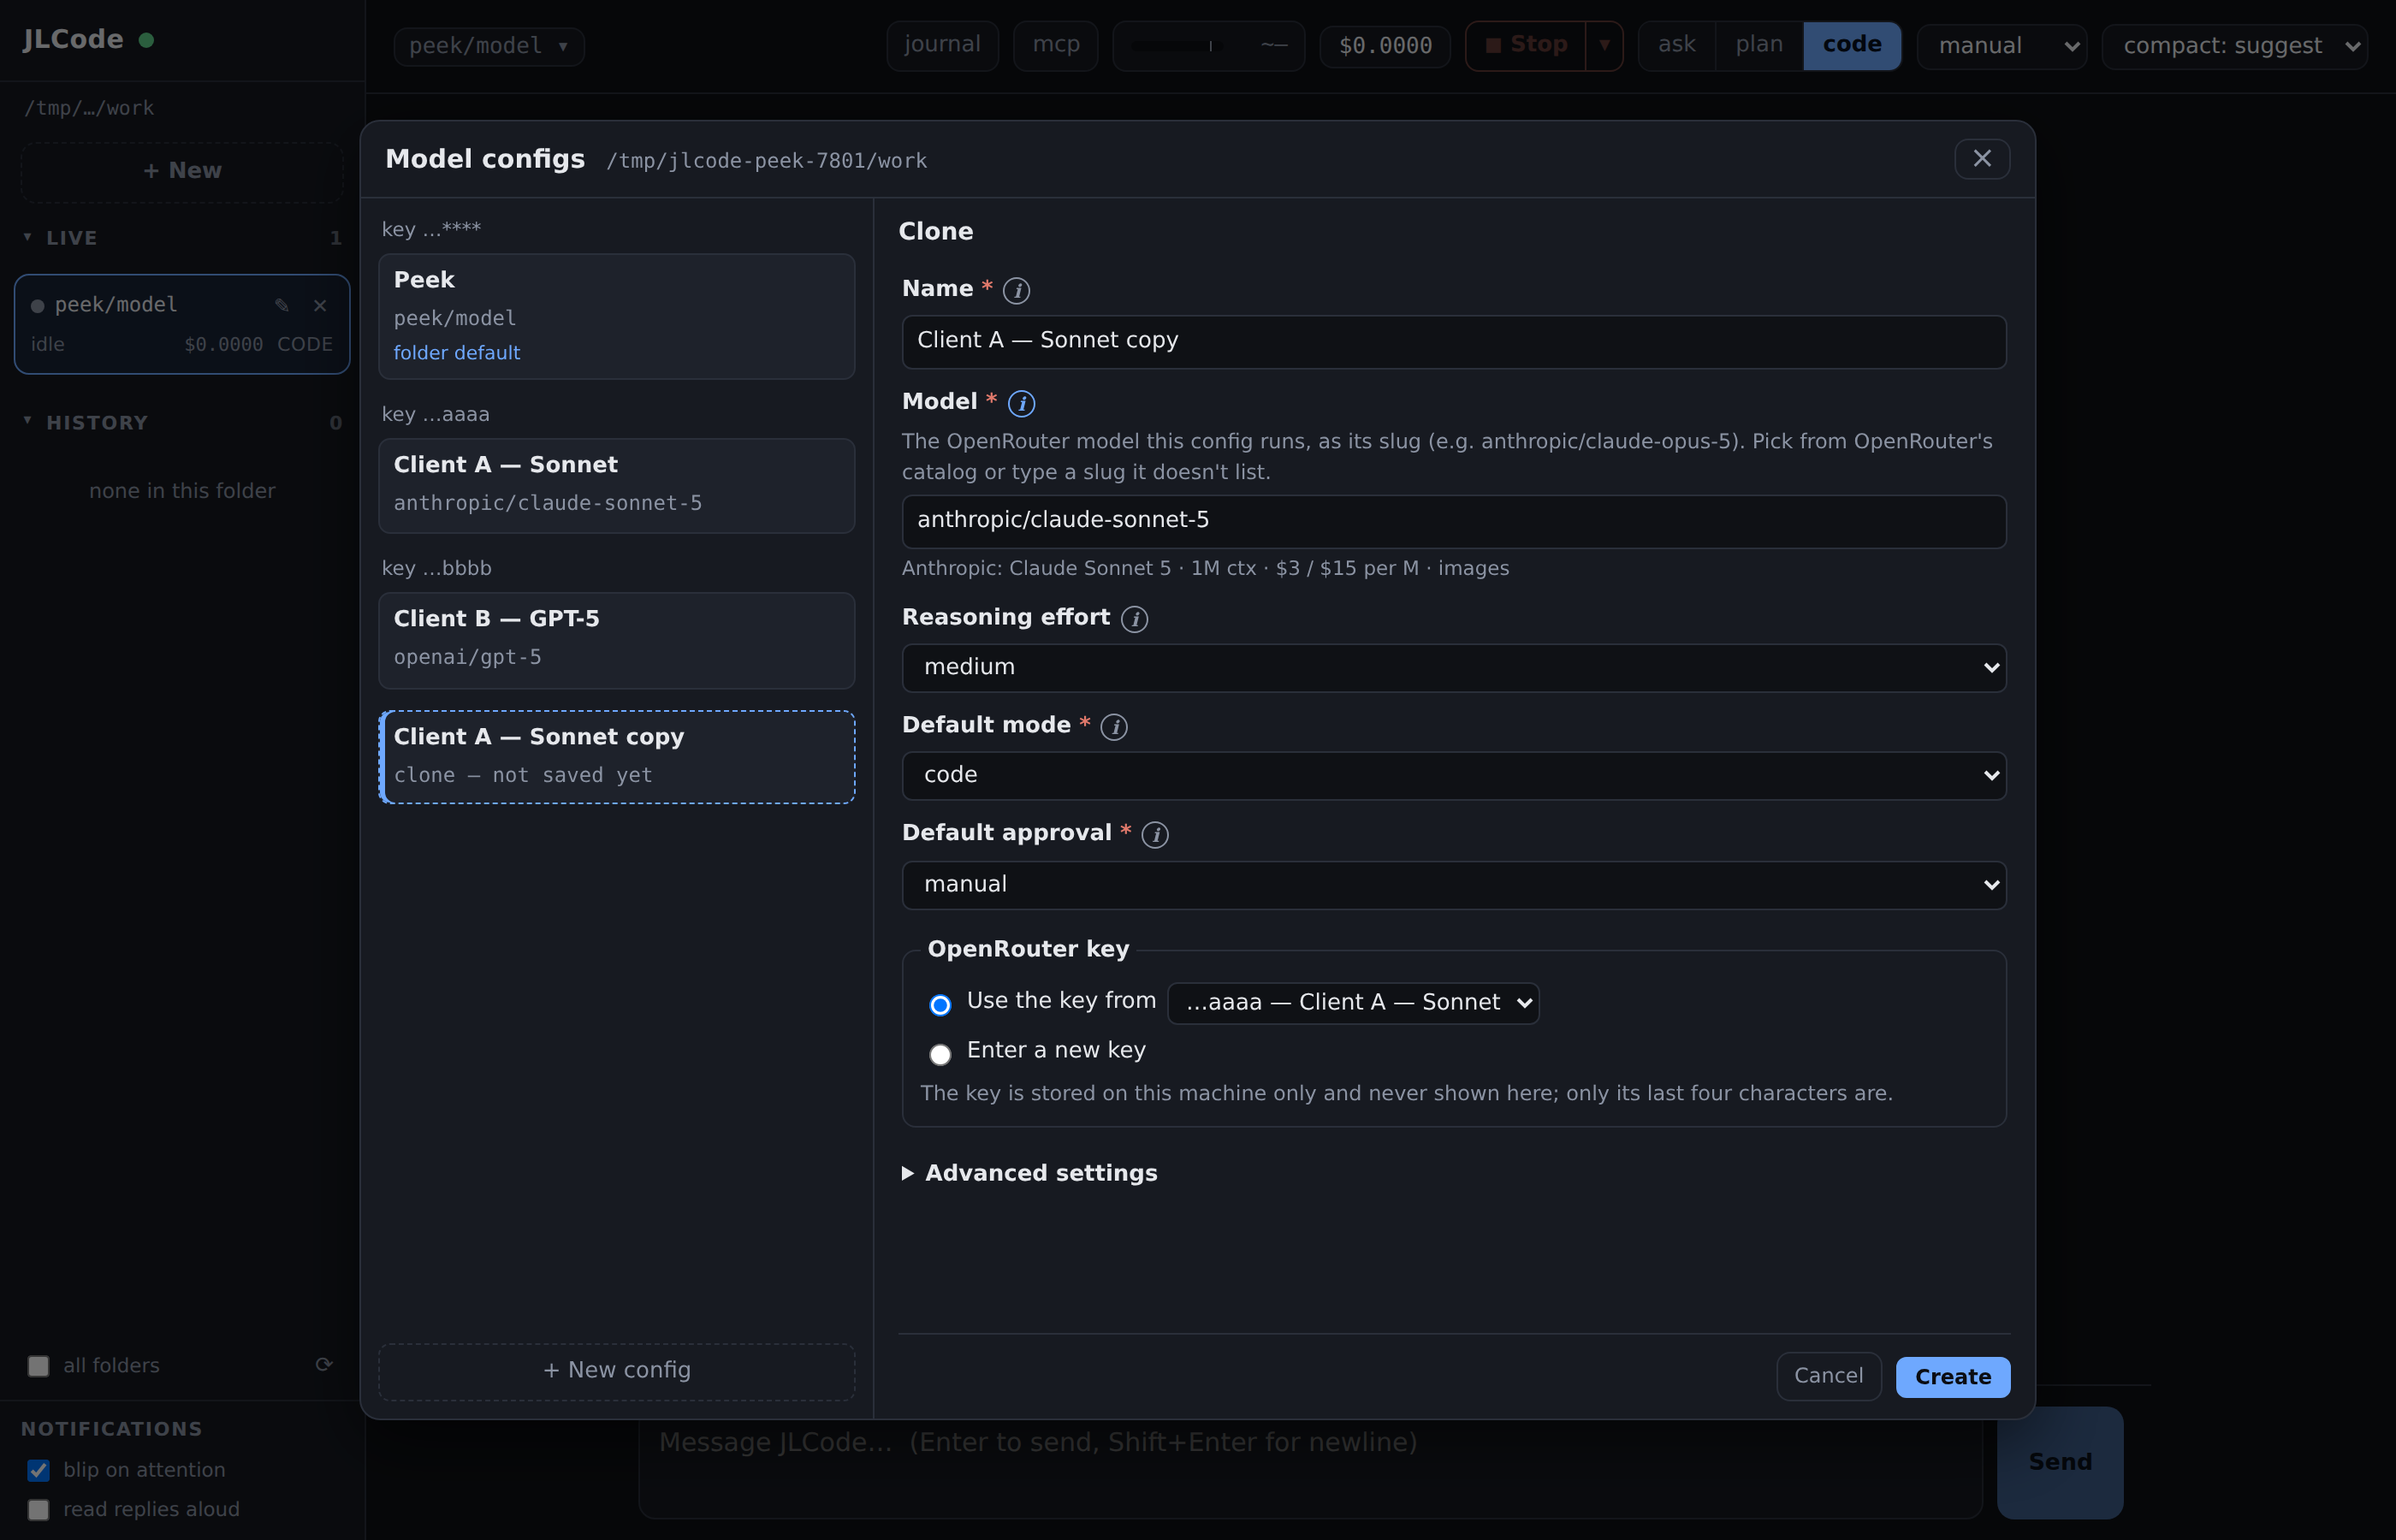 JLCode
/tmp/…/work
+ New
▾ LIVE 1
peek/model ✎ ✕
idle $0.0000 CODE
▾ HISTORY 0
none in this folder
all folders ⟳
NOTIFICATIONS
blip on attention
read replies aloud
peek/model ▾
journal mcp ~— $0.0000 ■ Stop ▾ ask plan code manual compact: suggest
Model configs /tmp/jlcode-peek-7801/work ✕
key …****
Peek
peek/model
folder default
key …aaaa
Client A — Sonnet
anthropic/claude-sonnet-5
key …bbbb
Client B — GPT-5
openai/gpt-5
Client A — Sonnet copy
clone — not saved yet
+ New config
Clone
Name * i
Client A — Sonnet copy
Model * i
The OpenRouter model this config runs, as its slug (e.g. anthropic/claude-opus-5). Pick from OpenRouter's
catalog or type a slug it doesn't list.
anthropic/claude-sonnet-5
Anthropic: Claude Sonnet 5 · 1M ctx · $3 / $15 per M · images
Reasoning effort i
medium
Default mode * i
code
Default approval * i
manual
OpenRouter key
Use the key from …aaaa — Client A — Sonnet
Enter a new key
The key is stored on this machine only and never shown here; only its last four characters are.
▶ Advanced settings
Cancel Create
Message JLCode… (Enter to send, Shift+Enter for newline)
Send